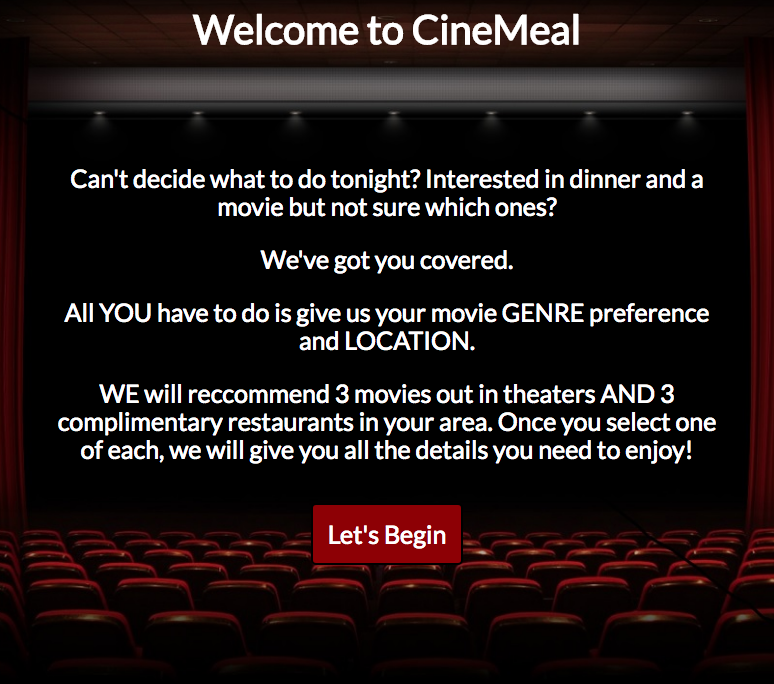 Welcome to CineMeal
Can't decide what to do tonight? Interested in dinner and a
movie but not sure which ones?
We've got you covered.
All YOU have to do is give us your movie GENRE preference
and LOCATION.
WE will reccommend 3 movies out in theaters AND 3
complimentary restaurants in your area. Once you select one
of each, we will give you all the details you need to enjoy!
Let's Begin